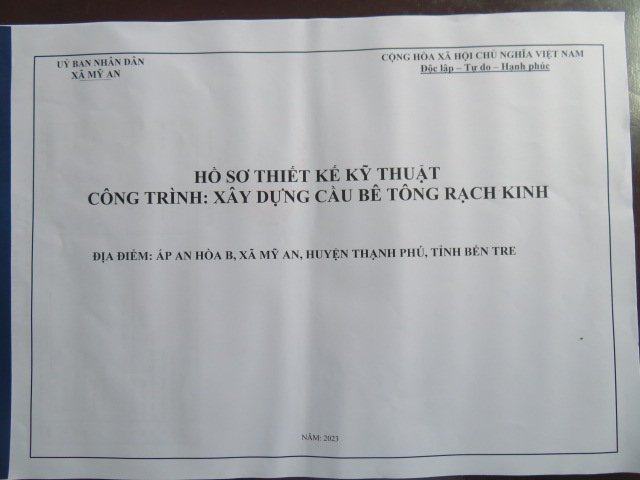 UỶ BAN NHÂN DÂN
XÃ MỸ AN
CỘNG HÒA XÃ HỘI CHỦ NGHĨA VIỆT NAM
Độc lập – Tự do – Hạnh phúc
HỒ SƠ THIẾT KẾ KỸ THUẬT
CÔNG TRÌNH: XÂY DỰNG CẦU BÊ TÔNG RẠCH KINH
ĐỊA ĐIỂM: ẤP AN HÒA B, XÃ MỸ AN, HUYỆN THẠNH PHÚ, TỈNH BẾN TRE
NĂM: 2023